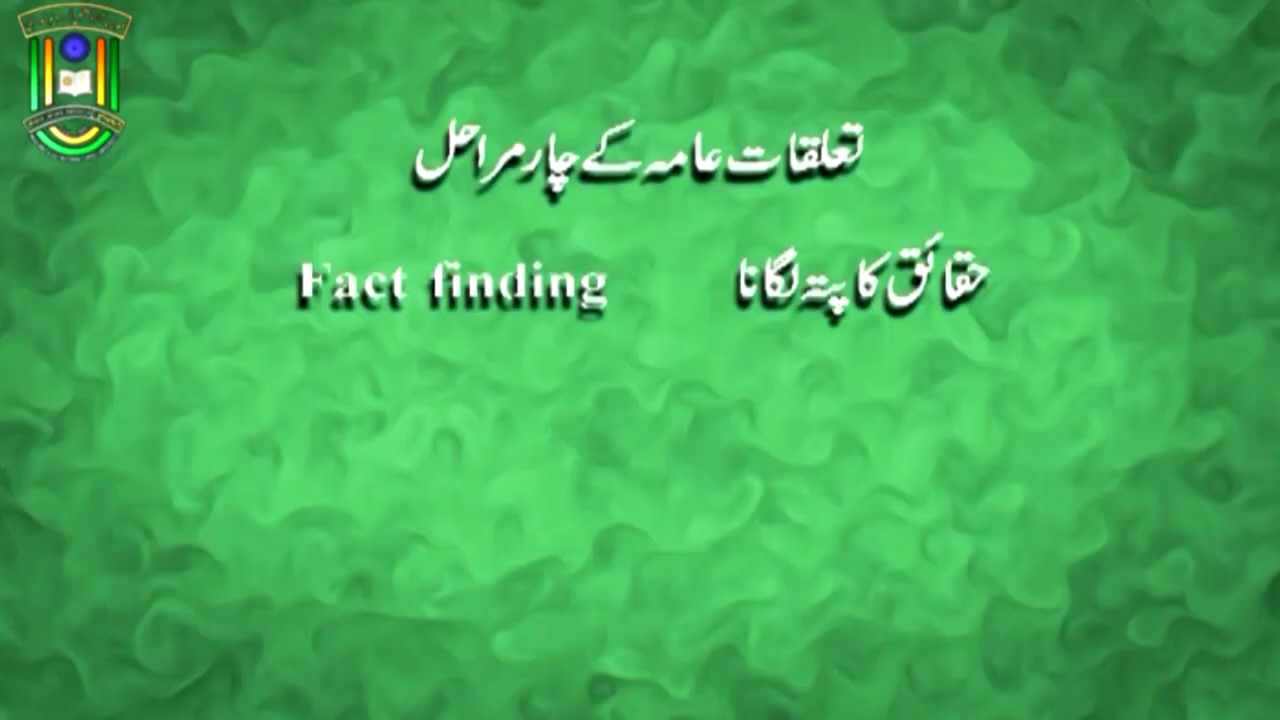 تعلقات عامہ کے چار مراحل
حقائق کا پتہ لگانا Fact finding